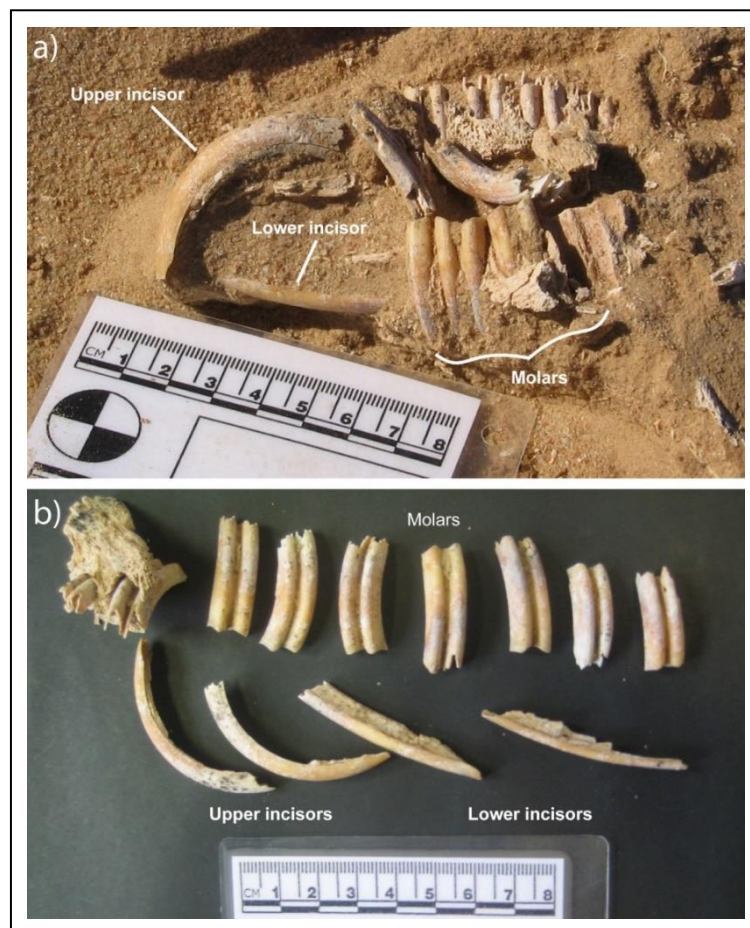 a)
Upper incisor
Lower incisor
CM 1 2 3 4 5 6 7 8
Molars
b)
Molars
Upper incisors
Lower incisors
CM 1 2 3 4 5 6 7 8